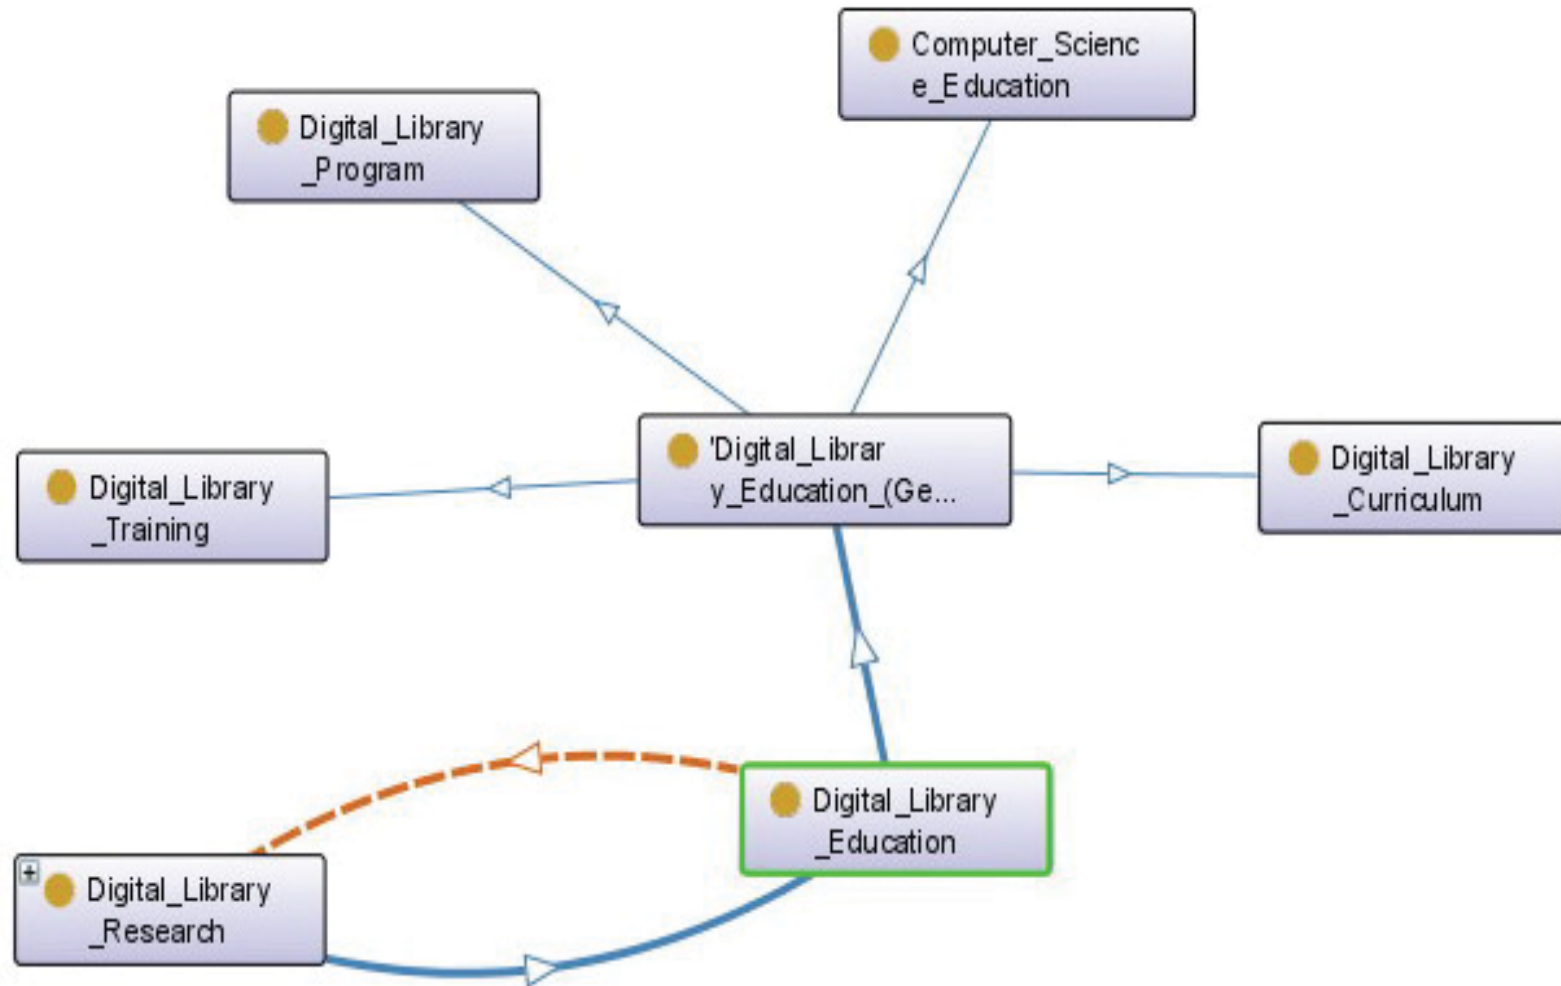 Computer_Scienc
e_Education
Digital_Library
_Program
'Digital_Librar
y_Education_(Ge...
Digital_Library
_Curriculum
Digital_Library
_Training
Digital_Library
_Education
Digital_Library
_Research